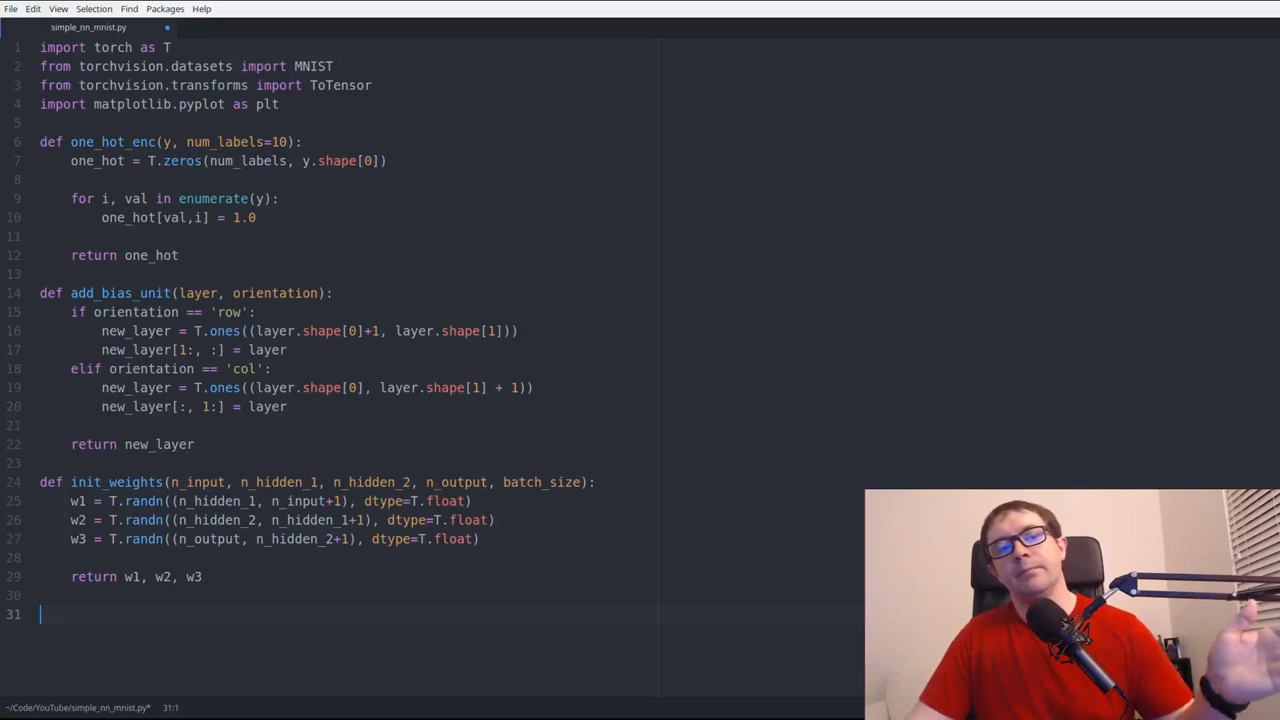 File Edit View Selection Find Packages Help
simple_nn_mnist.py
1 import torch as T
2 from torchvision.datasets import MNIST
3 from torchvision.transforms import ToTensor
4 import matplotlib.pyplot as plt
5
6 def one_hot_enc(y, num_labels=10):
7     one_hot = T.zeros(num_labels, y.shape[0])
8
9     for i, val in enumerate(y):
10         one_hot[val,i] = 1.0
11
12     return one_hot
13
14 def add_bias_unit(layer, orientation):
15     if orientation == 'row':
16         new_layer = T.ones((layer.shape[0]+1, layer.shape[1]))
17         new_layer[1:, :] = layer
18     elif orientation == 'col':
19         new_layer = T.ones((layer.shape[0], layer.shape[1] + 1))
20         new_layer[:, 1:] = layer
21
22     return new_layer
23
24 def init_weights(n_input, n_hidden_1, n_hidden_2, n_output, batch_size):
25     w1 = T.randn((n_hidden_1, n_input+1), dtype=T.float)
26     w2 = T.randn((n_hidden_2, n_hidden_1+1), dtype=T.float)
27     w3 = T.randn((n_output, n_hidden_2+1), dtype=T.float)
28
29     return w1, w2, w3
30
31
~/Code/YouTube/simple_nn_mnist.py* 31:1